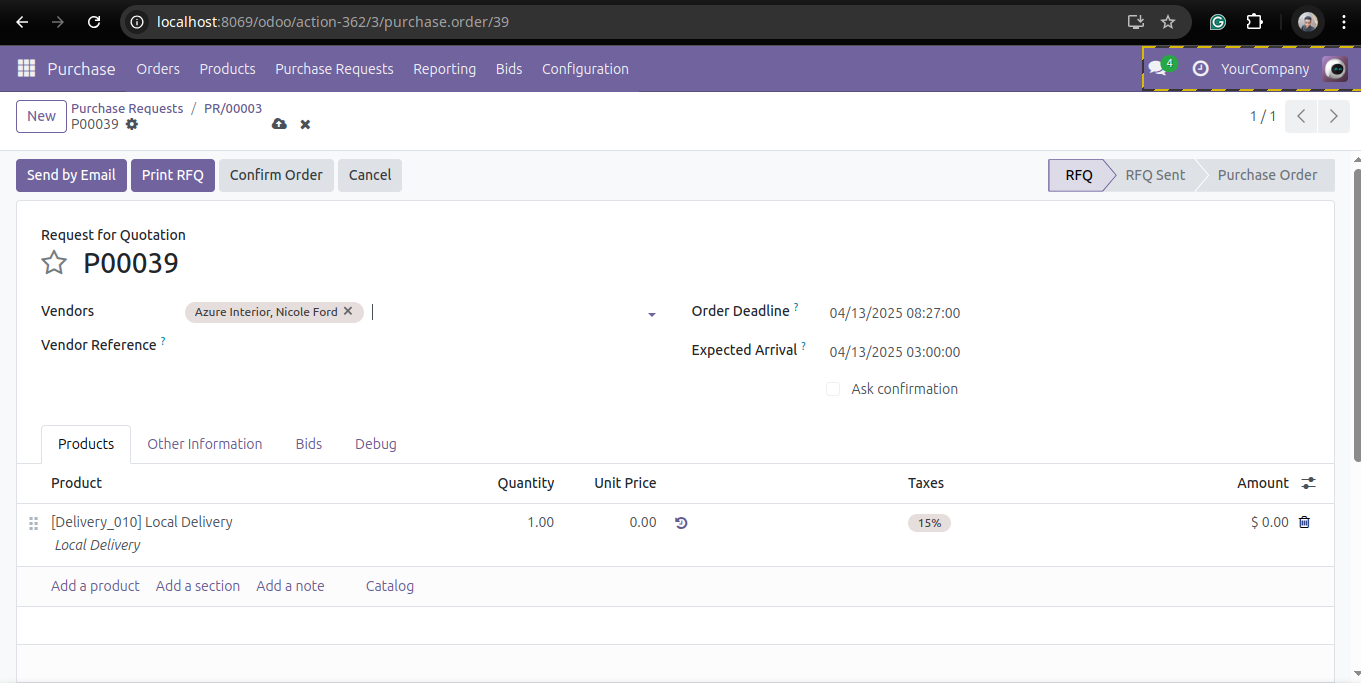 localhost:8069/odoo/action-362/3/purchase.order/39
Purchase Orders Products Purchase Requests Reporting Bids Configuration 4 YourCompany
New Purchase Requests / PR/00003
P00039 1 / 1
Send by Email Print RFQ Confirm Order Cancel RFQ RFQ Sent Purchase Order
Request for Quotation
P00039
Vendors Azure Interior, Nicole Ford Order Deadline ? 04/13/2025 08:27:00
Vendor Reference ? Expected Arrival ? 04/13/2025 03:00:00
Ask confirmation
Products Other Information Bids Debug
Product Quantity Unit Price Taxes Amount
[Delivery_010] Local Delivery 1.00 0.00 15% $ 0.00
Local Delivery
Add a product Add a section Add a note Catalog